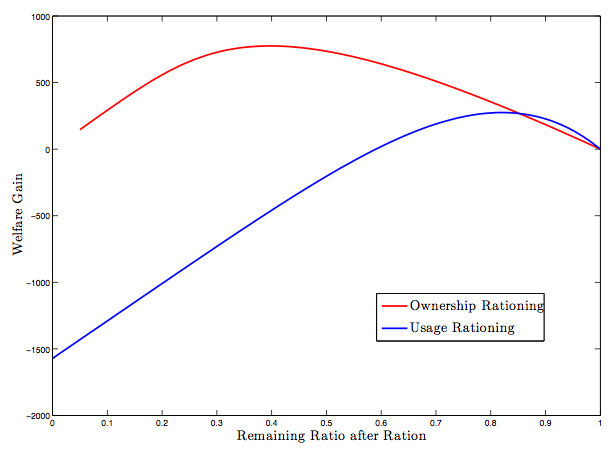 1000
500
0
−500
−1000
−1500
−2000
Welfare Gain
Ownership Rationing
Usage Rationing
0 0.1 0.2 0.3 0.4 0.5 0.6 0.7 0.8 0.9 1
Remaining Ratio after Ration